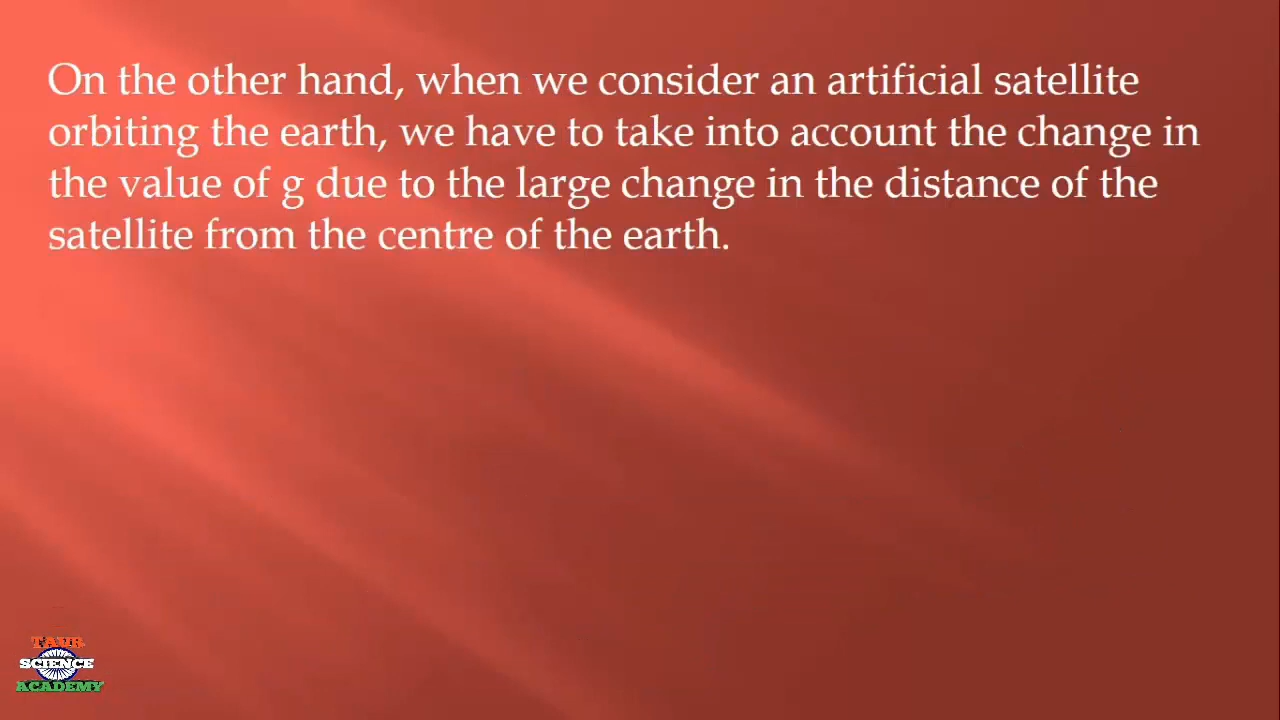 On the other hand, when we consider an artificial satellite
orbiting the earth, we have to take into account the change in
the value of g due to the large change in the distance of the
satellite from the centre of the earth.
TAUR
SCIENCE
ACADEMY